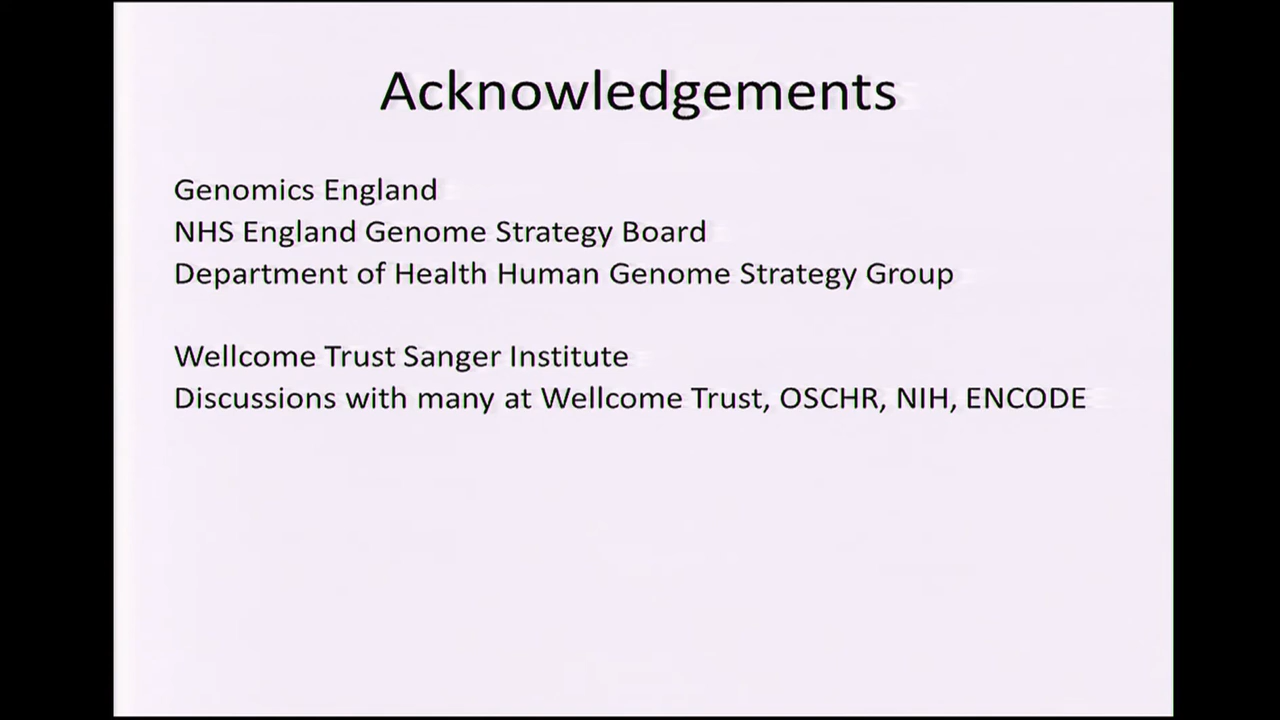 Acknowledgements
Genomics England
NHS England Genome Strategy Board
Department of Health Human Genome Strategy Group
Wellcome Trust Sanger Institute
Discussions with many at Wellcome Trust, OSCHR, NIH, ENCODE